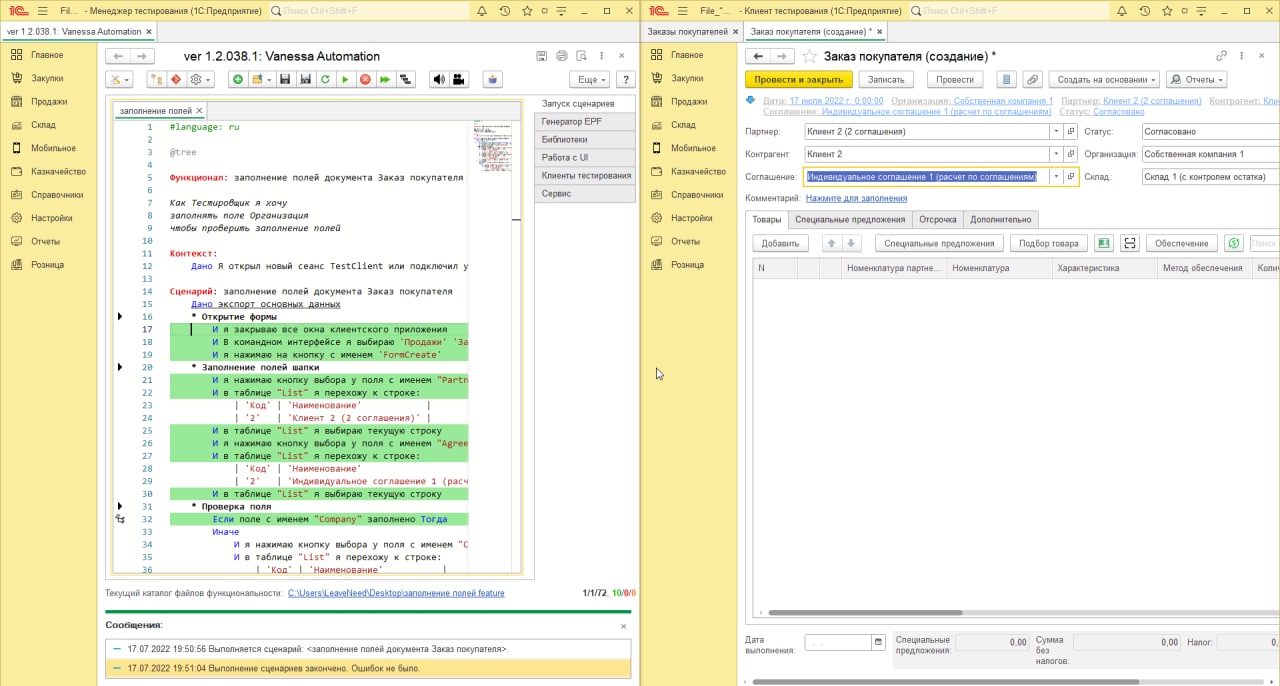 Fil... - Менеджер тестирования (1С:Предприятие)
Поиск Ctrl+Shift+F
ver 1.2.038.1: Vanessa Automation ×
Главное
Закупки
Продажи
Склад
Мобильное
Казначейство
Справочники
Настройки
Отчеты
Розница
ver 1.2.038.1: Vanessa Automation
Еще
?
заполнение полей ×
Запуск сценариев
Генератор EPF
Библиотеки
Работа с UI
Клиенты тестирования
Сервис
1 #language: ru
2
3 @tree
4
5 Функционал: заполнение полей документа Заказ покупателя
6
7 Как Тестировщик я хочу
8 заполнять поле Организация
9 чтобы проверить заполнение полей
10
11 Контекст:
12 Дано Я открыл новый сеанс TestClient или подключил у
13
14 Сценарий: заполнение полей документа Заказ покупателя
15 Дано экспорт основных данных
16 * Открытие формы
17 И я закрываю все окна клиентского приложения
18 И В командном интерфейсе я выбираю 'Продажи' 'За
19 И я нажимаю на кнопку с именем 'FormCreate'
20 * Заполнение полей шапки
21 И я нажимаю кнопку выбора у поля с именем "Partn
22 И в таблице "List" я перехожу к строке:
23 | 'Код' | 'Наименование' |
24 | '2' | 'Клиент 2 (2 соглашения)' |
25 И в таблице "List" я выбираю текущую строку
26 И я нажимаю кнопку выбора у поля с именем "Agree
27 И в таблице "List" я перехожу к строке:
28 | 'Код' | 'Наименование'
29 | '2' | 'Индивидуальное соглашение 1 (расч
30 И в таблице "List" я выбираю текущую строку
31 * Проверка поля
32 Если поле с именем "Company" заполнено Тогда
33 Иначе
34 И я нажимаю кнопку выбора у поля с именем "C
35 И в таблице "List" я перехожу к строке:
36 | 'Код' | 'Наименование' |
Текущий каталог файлов функциональности: C:\Users\LeaveNeed\Desktop\заполнение полей.feature
1/1/72, 10/0/0
Сообщения: ×
— 17.07.2022 19:50:56 Выполняется сценарий: <заполнение полей документа Заказ покупателя>.
— 17.07.2022 19:51:04 Выполнение сценариев закончено. Ошибок не было.
File_"... - Клиент тестирования (1С:Предприятие)
Поиск Ctrl+Shift+F
Заказы покупателей × Заказ покупателя (создание) * ×
Главное
Закупки
Продажи
Склад
Мобильное
Казначейство
Справочники
Настройки
Отчеты
Розница
Заказ покупателя (создание) *
Провести и закрыть Записать Провести Создать на основании Отчеты
Дата: 17 июля 2022 г. 0:00:00 Организация: Собственная компания 1 Партнер: Клиент 2 (2 соглашения) Контрагент: Кли
Соглашение: Индивидуальное соглашение 1 (расчет по соглашениям) Статус: Согласовано
Партнер: Клиент 2 (2 соглашения) Статус: Согласовано
Контрагент: Клиент 2 Организация: Собственная компания 1
Соглашение: Индивидуальное соглашение 1 (расчет по соглашениям) Склад: Склад 1 (с контролем остатка)
Комментарий: Нажмите для заполнения
Товары Специальные предложения Отсрочка Дополнительно
Добавить Специальные предложения Подбор товара Обеспечение Поиск
N Номенклатура партне... Номенклатура Характеристика Метод обеспечения Коли
Дата выполнения: . . Специальные предложения: 0,00 Сумма без налогов: 0,00 Налог: 0,